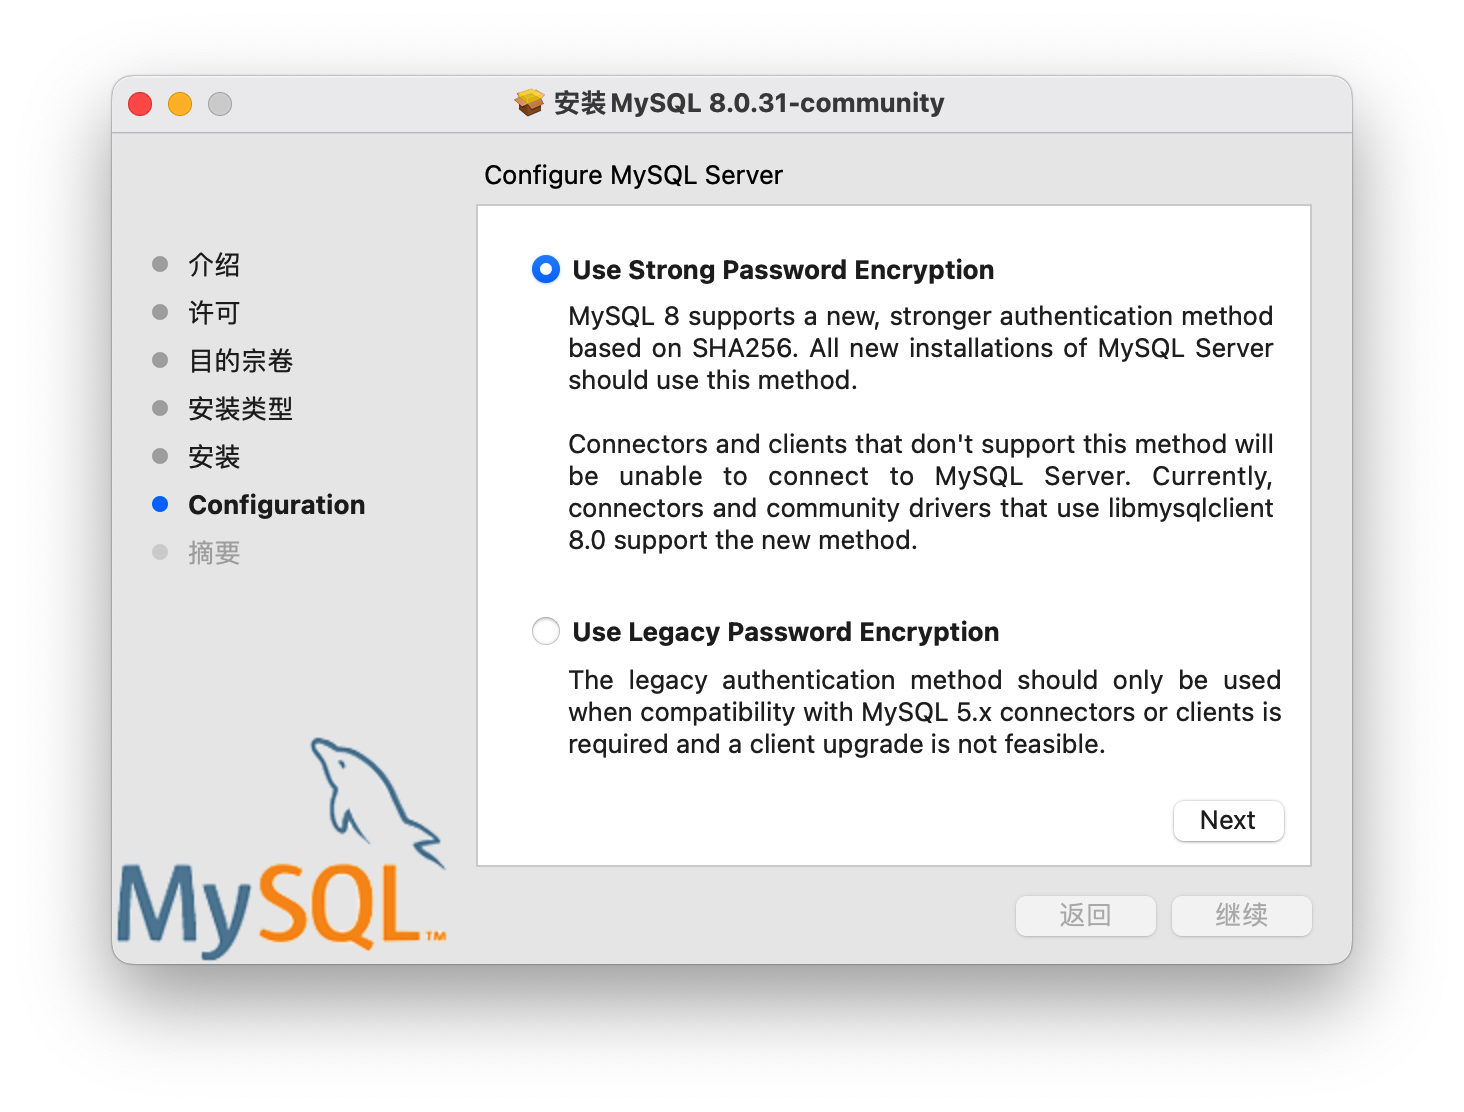 安装 MySQL 8.0.31-community
Configure MySQL Server
介绍
许可
目的宗卷
安装类型
安装
Configuration
摘要
Use Strong Password Encryption
MySQL 8 supports a new, stronger authentication method
based on SHA256. All new installations of MySQL Server
should use this method.
Connectors and clients that don't support this method will
be unable to connect to MySQL Server. Currently,
connectors and community drivers that use libmysqlclient
8.0 support the new method.
Use Legacy Password Encryption
The legacy authentication method should only be used
when compatibility with MySQL 5.x connectors or clients is
required and a client upgrade is not feasible.
Next
MySQL™
返回
继续